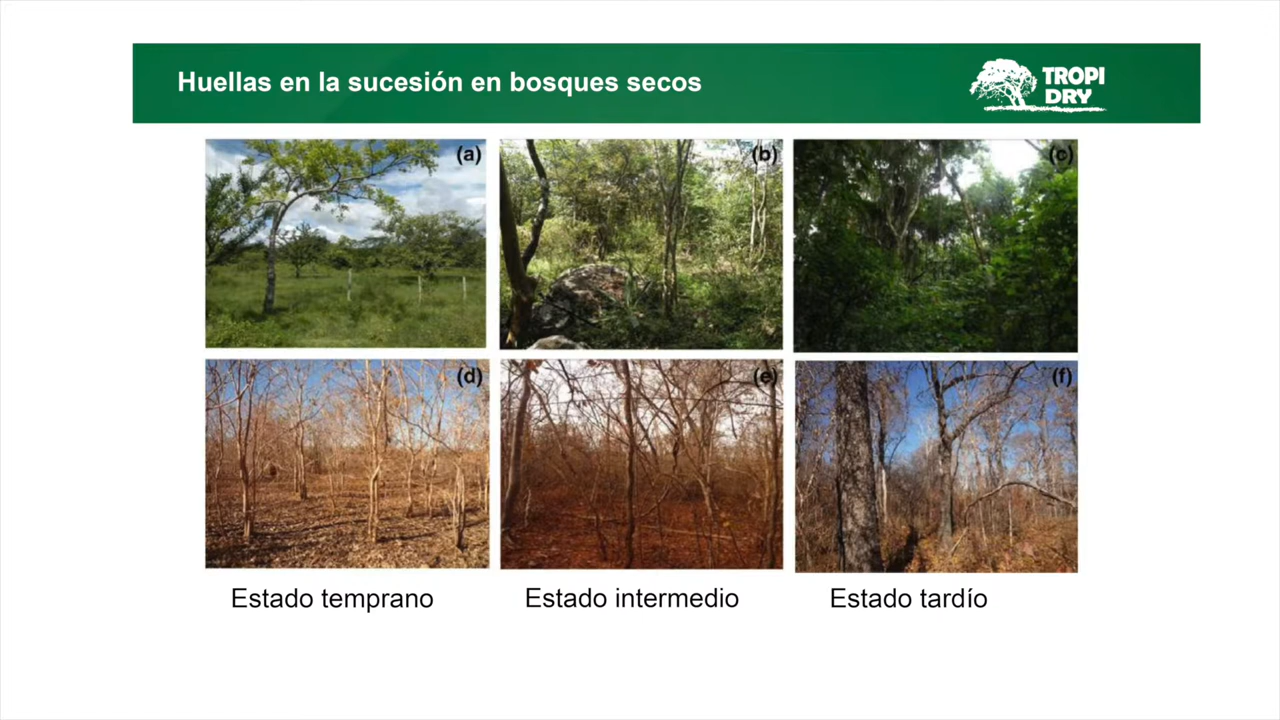 Huellas en la sucesión en bosques secos
TROPI
DRY
(a)
(b)
(c)
(d)
(e)
(f)
Estado temprano
Estado intermedio
Estado tardío